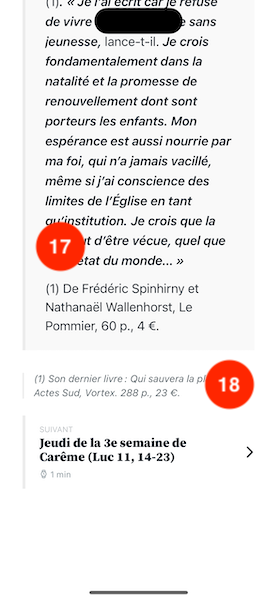 (1). « Je l'ai écrit car je refuse
de vivre sans
jeunesse, lance-t-il. Je crois
fondamentalement dans la
natalité et la promesse de
renouvellement dont sont
porteurs les enfants. Mon
espérance est aussi nourrie par
ma foi, qui n'a jamais vacillé,
même si j'ai conscience des
limites de l'Église en tant
qu'institution. Je crois que la
17
d'être vécue, quel que
état du monde... »
(1) De Frédéric Spinhirny et
Nathanaël Wallenhorst, Le
Pommier, 60 p., 4 €.
18
(1) Son dernier livre : Qui sauvera la
Actes Sud, Vortex. 288 p., 23 €.
SUIVANT
Jeudi de la 3e semaine de
Carême (Luc 11, 14-23)
1 min